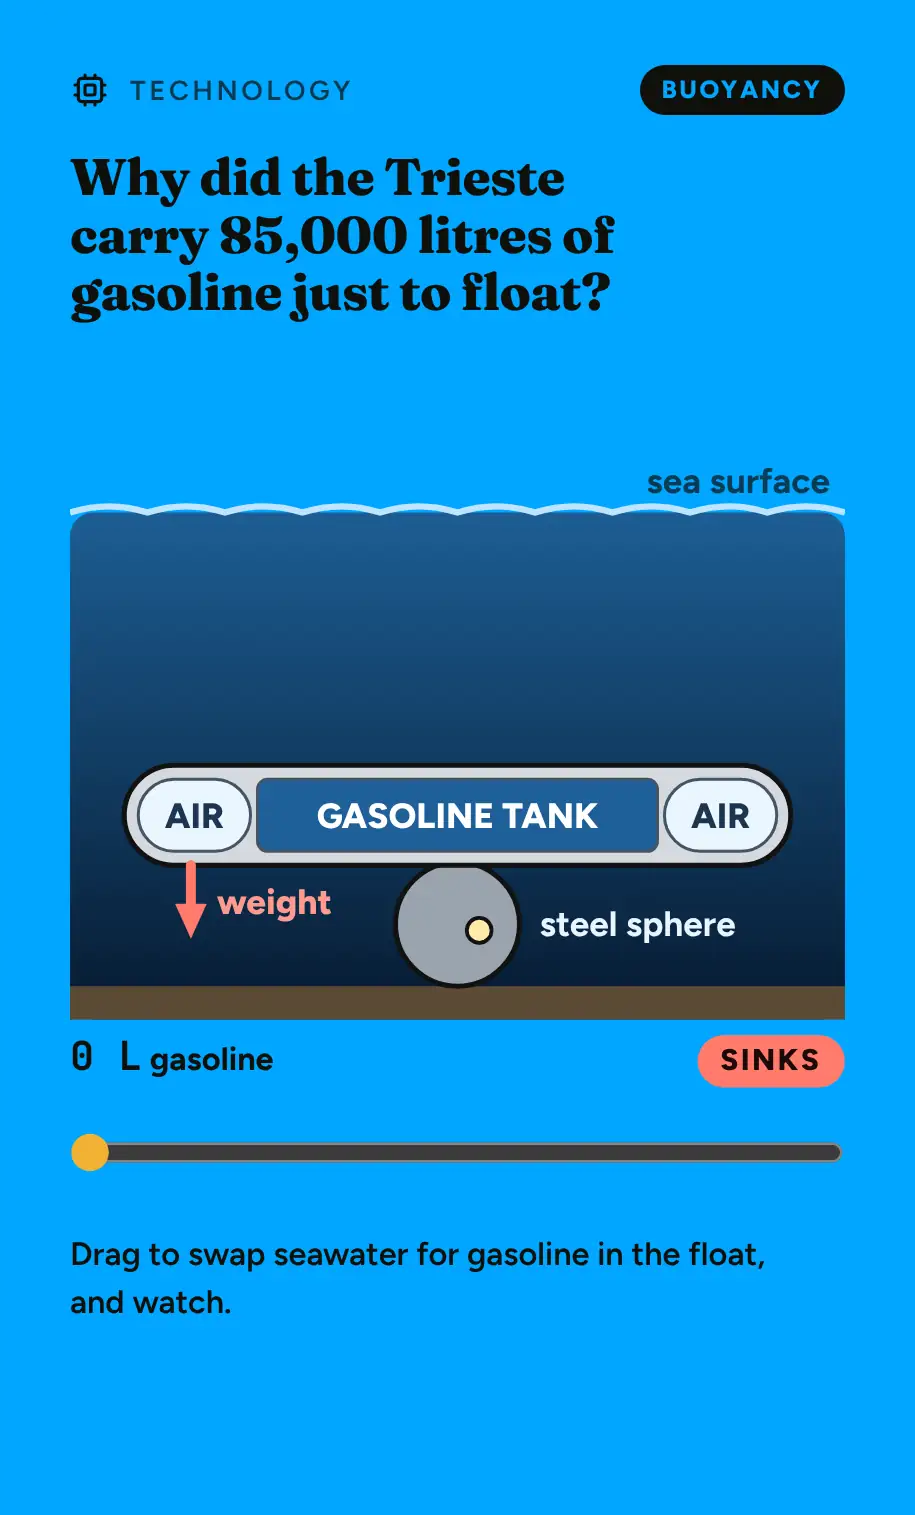 TECHNOLOGY
BUOYANCY
Why did the Trieste
carry 85,000 litres of
gasoline just to float?
sea surface
AIR
GASOLINE TANK
AIR
weight
steel sphere
0 L gasoline
SINKS
Drag to swap seawater for gasoline in the float,
and watch.